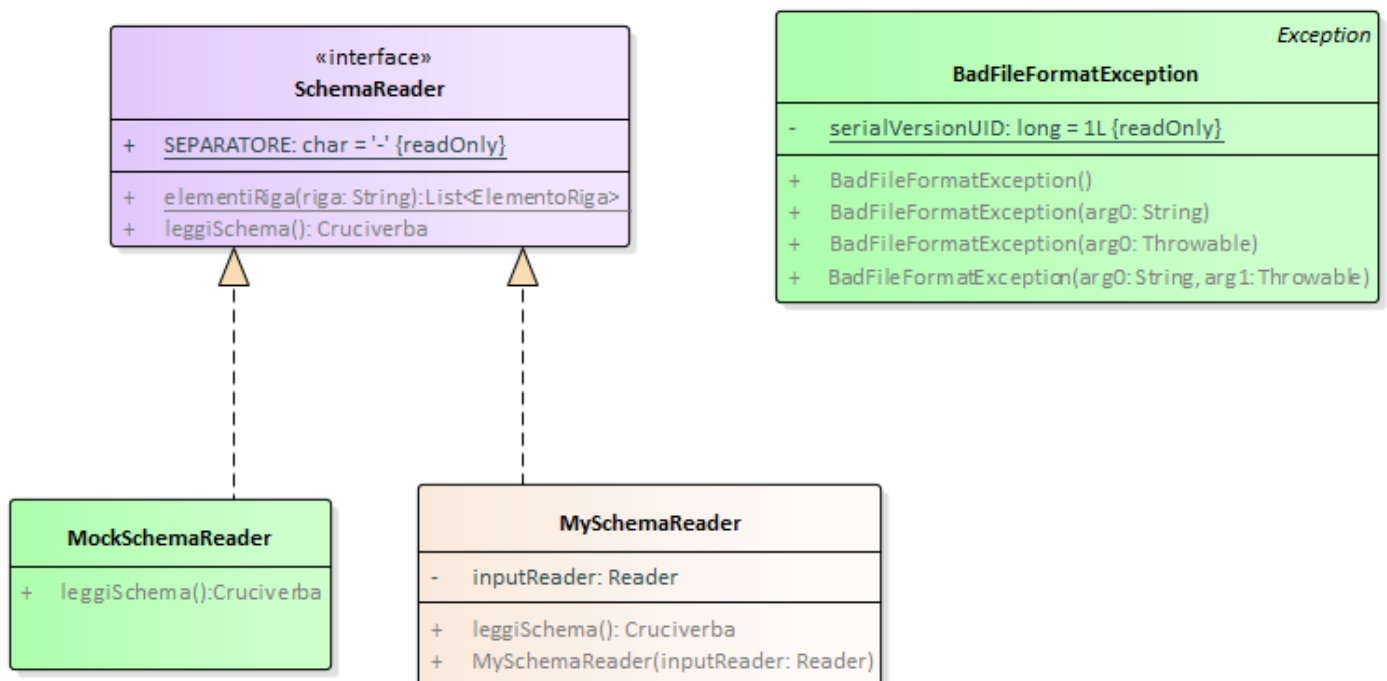 «interface»
SchemaReader
+ SEPARATORE: char = '-' {readOnly}
+ elementiRiga(riga: String):List<ElementoRiga>
+ leggiSchema(): Cruciverba
Exception
BadFileFormatException
- serialVersionUID: long = 1L {readOnly}
+ BadFileFormatException()
+ BadFileFormatException(arg0: String)
+ BadFileFormatException(arg0: Throwable)
+ BadFileFormatException(arg0: String, arg1: Throwable)
MockSchemaReader
+ leggiSchema():Cruciverba
MySchemaReader
- inputReader: Reader
+ leggiSchema(): Cruciverba
+ MySchemaReader(inputReader: Reader)